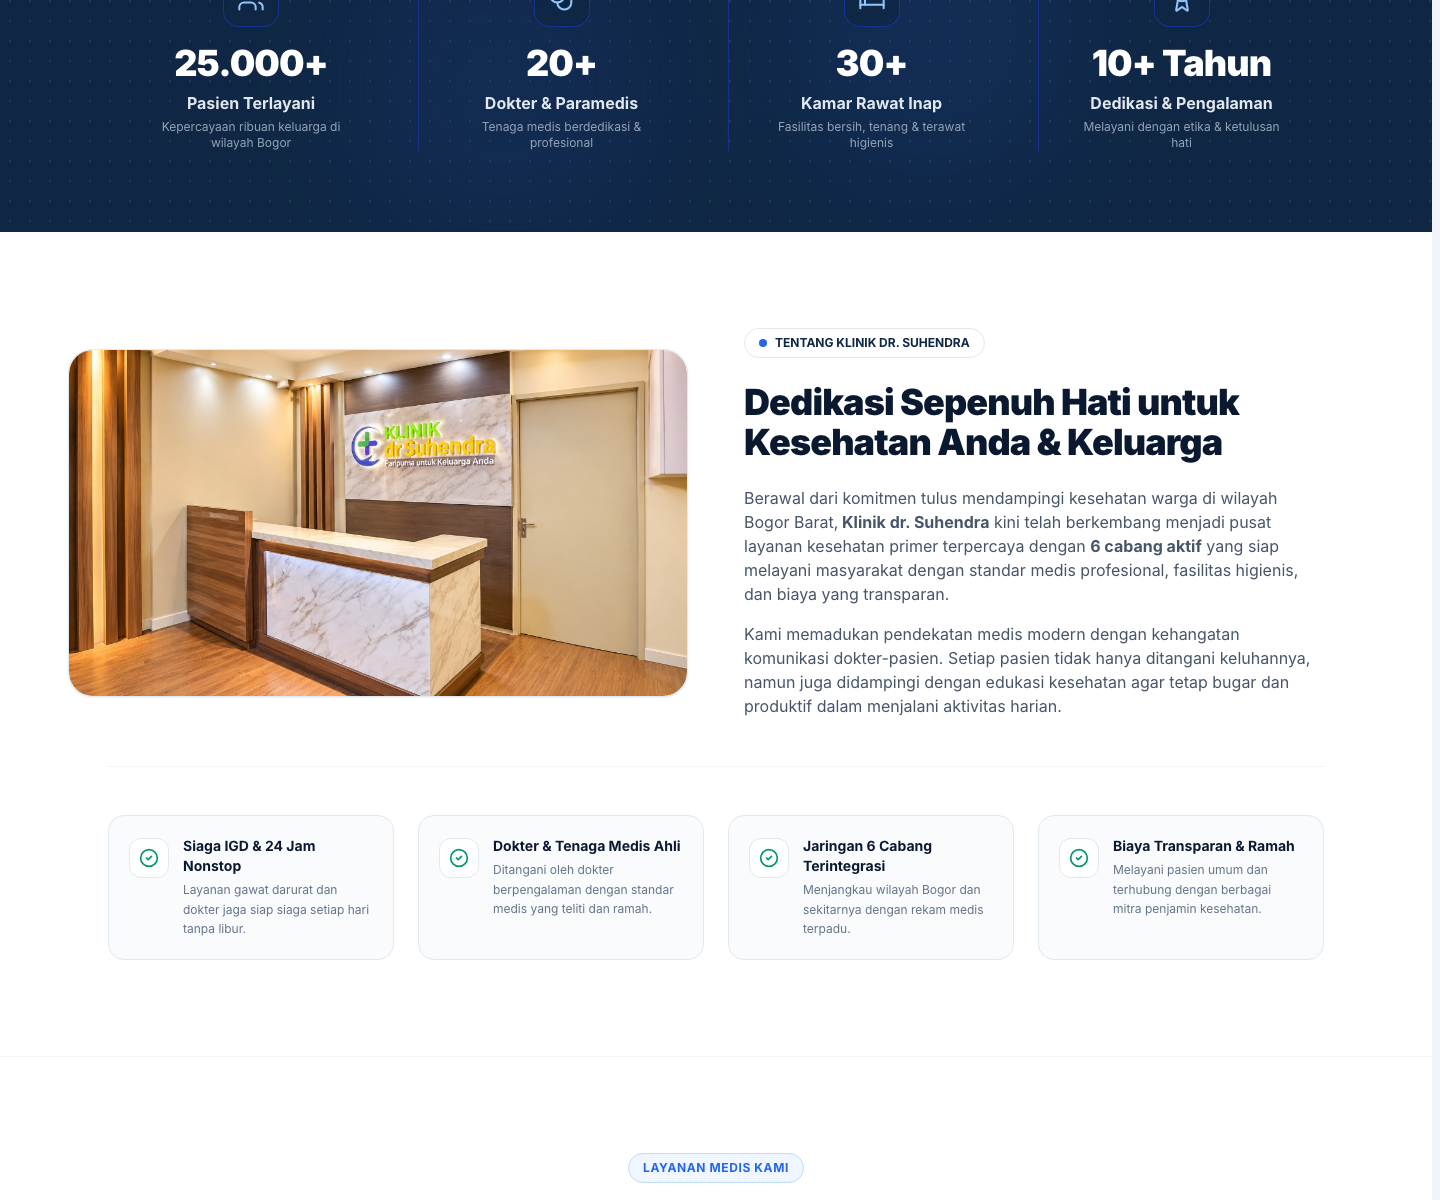 25.000+
Pasien Terlayani
Kepercayaan ribuan keluarga di
wilayah Bogor
20+
Dokter & Paramedis
Tenaga medis berdedikasi &
profesional
30+
Kamar Rawat Inap
Fasilitas bersih, tenang & terawat
higienis
10+ Tahun
Dedikasi & Pengalaman
Melayani dengan etika & ketulusan
hati
KLINIK
dr Suhendra
Paripurna untuk Keluarga Anda
TENTANG KLINIK DR. SUHENDRA
Dedikasi Sepenuh Hati untuk
Kesehatan Anda & Keluarga
Berawal dari komitmen tulus mendampingi kesehatan warga di wilayah
Bogor Barat, Klinik dr. Suhendra kini telah berkembang menjadi pusat
layanan kesehatan primer terpercaya dengan 6 cabang aktif yang siap
melayani masyarakat dengan standar medis profesional, fasilitas higienis,
dan biaya yang transparan.
Kami memadukan pendekatan medis modern dengan kehangatan
komunikasi dokter-pasien. Setiap pasien tidak hanya ditangani keluhannya,
namun juga didampingi dengan edukasi kesehatan agar tetap bugar dan
produktif dalam menjalani aktivitas harian.
Siaga IGD & 24 Jam
Nonstop
Layanan gawat darurat dan
dokter jaga siap siaga setiap hari
tanpa libur.
Dokter & Tenaga Medis Ahli
Ditangani oleh dokter
berpengalaman dengan standar
medis yang teliti dan ramah.
Jaringan 6 Cabang
Terintegrasi
Menjangkau wilayah Bogor dan
sekitarnya dengan rekam medis
terpadu.
Biaya Transparan & Ramah
Melayani pasien umum dan
terhubung dengan berbagai
mitra penjamin kesehatan.
LAYANAN MEDIS KAMI